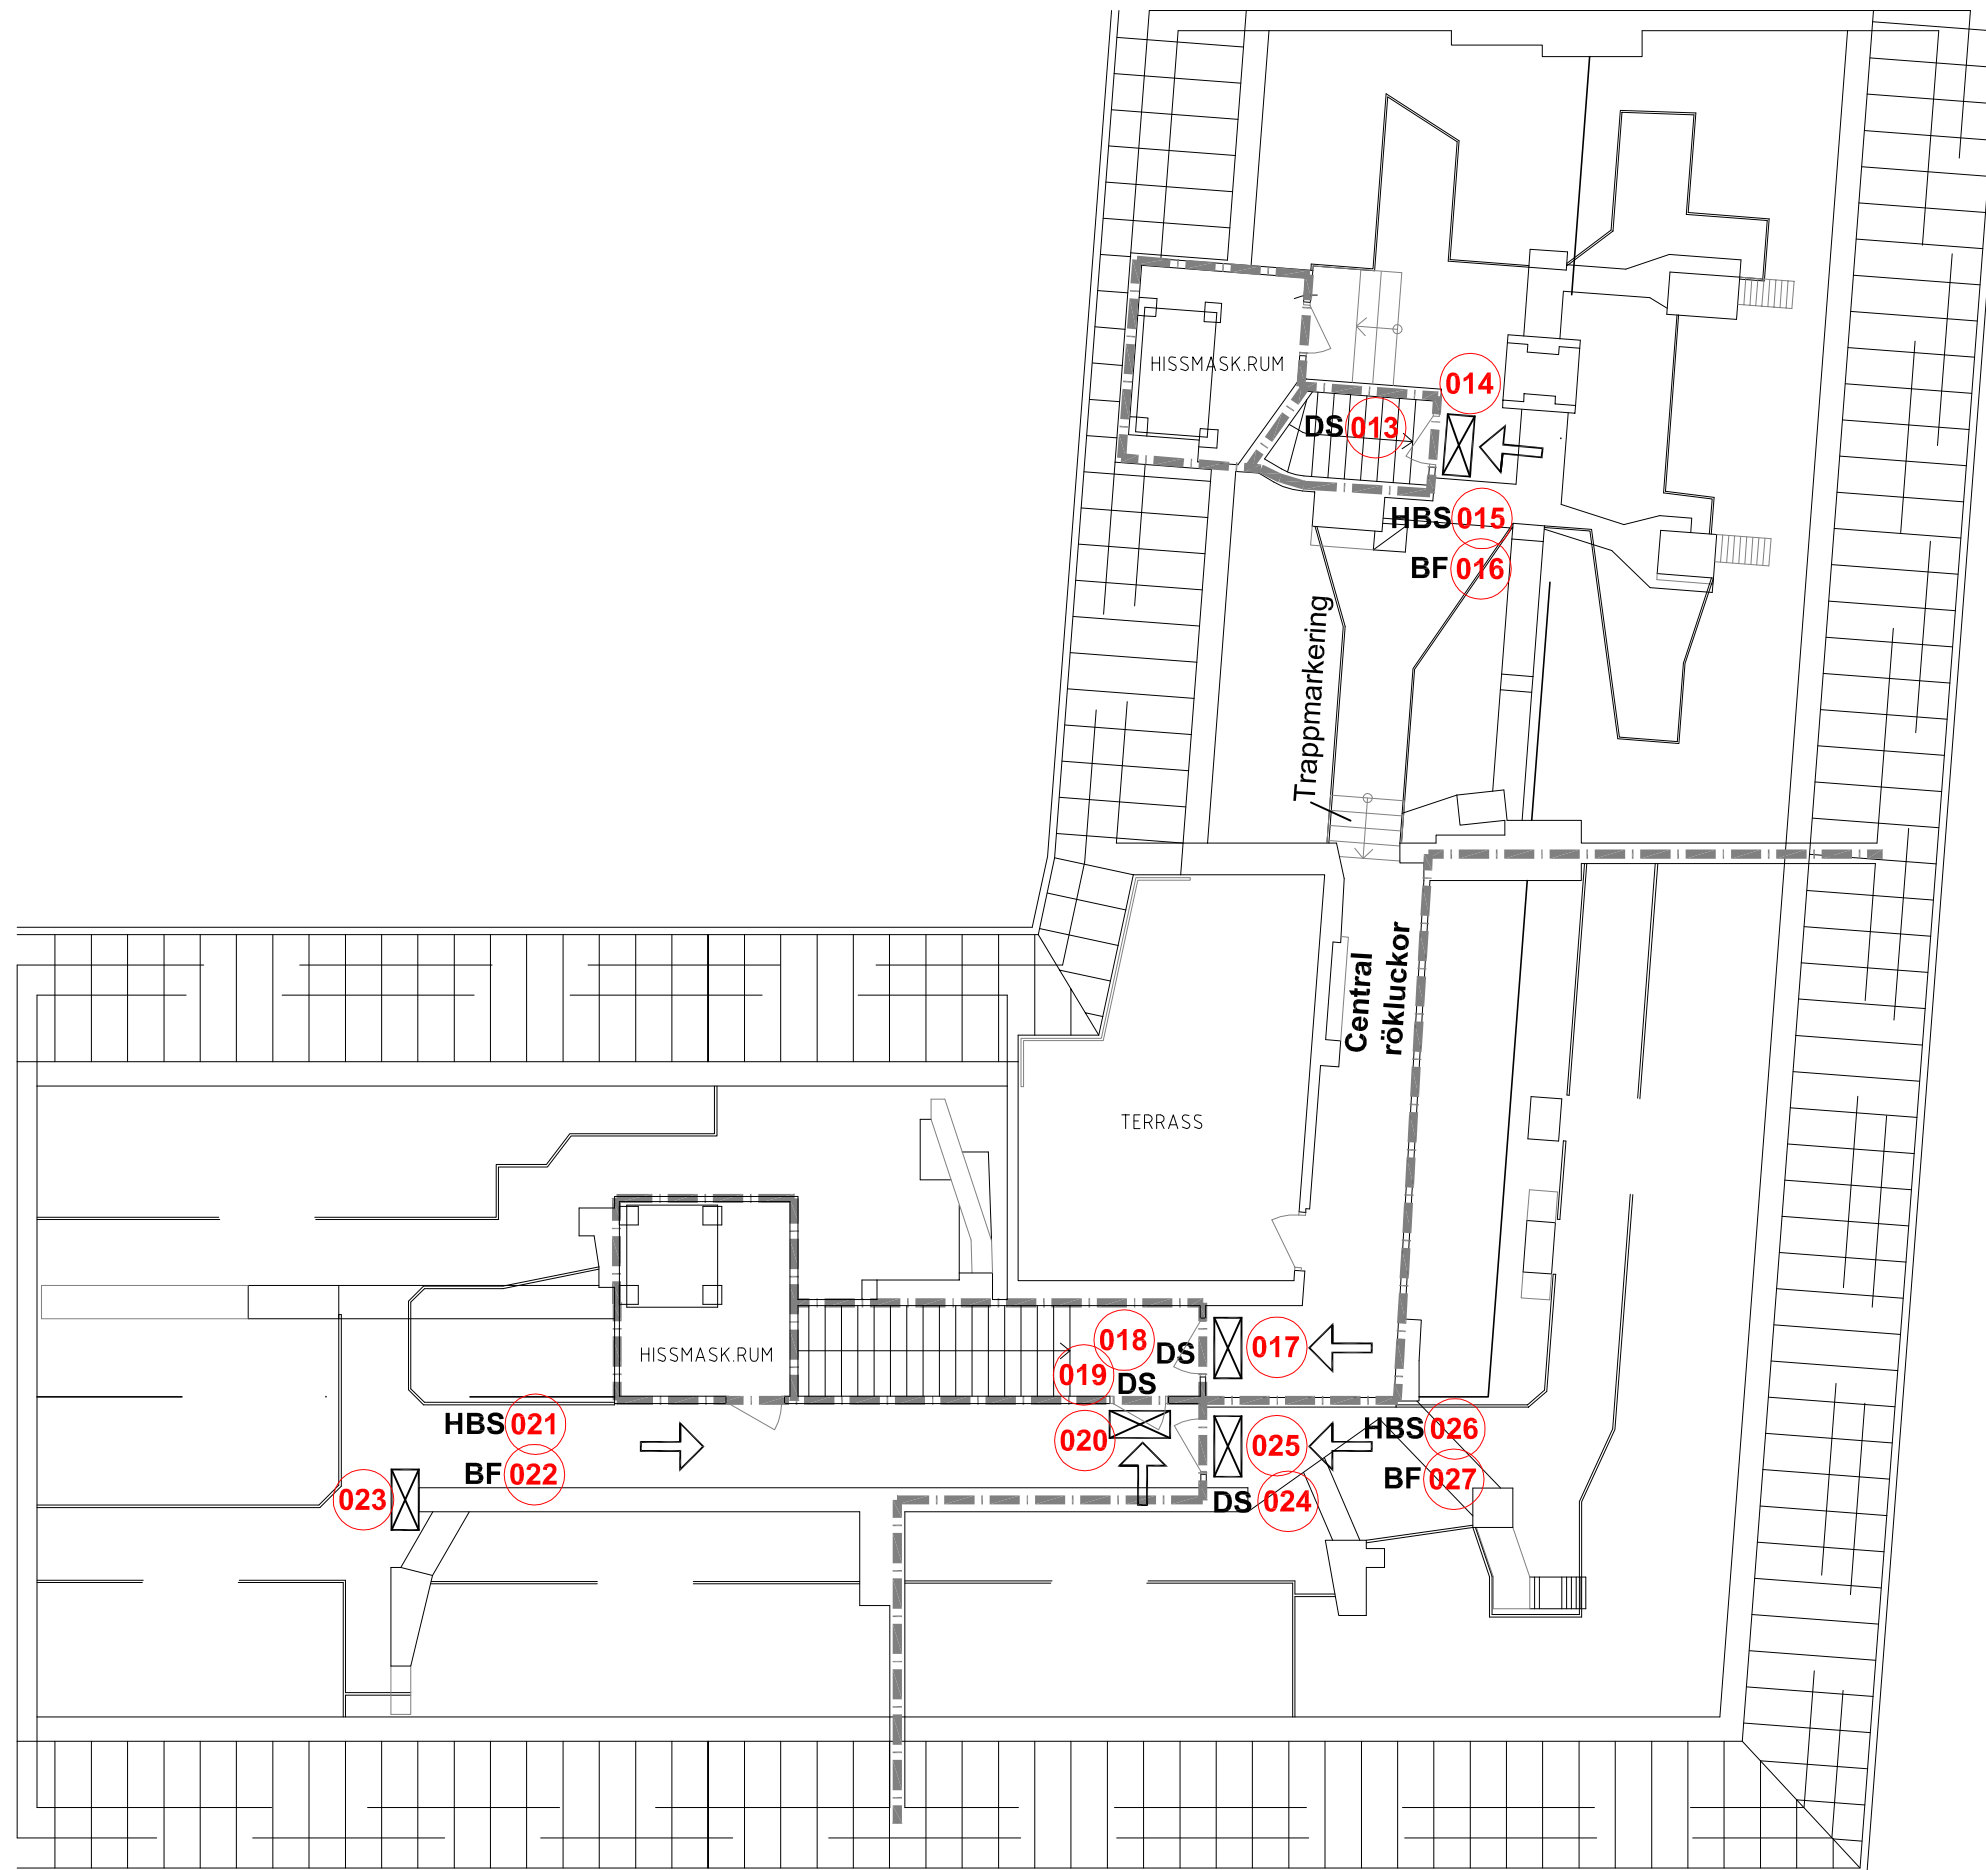 HISSMASK.RUM
014
DS 013
HBS 015
BF 016
Trappmarkering
Central
rökluckor
TERRASS
HISSMASK.RUM
018
DS
017
019
DS
HBS 021
020
025
HBS 026
BF 022
BF 027
023
DS 024